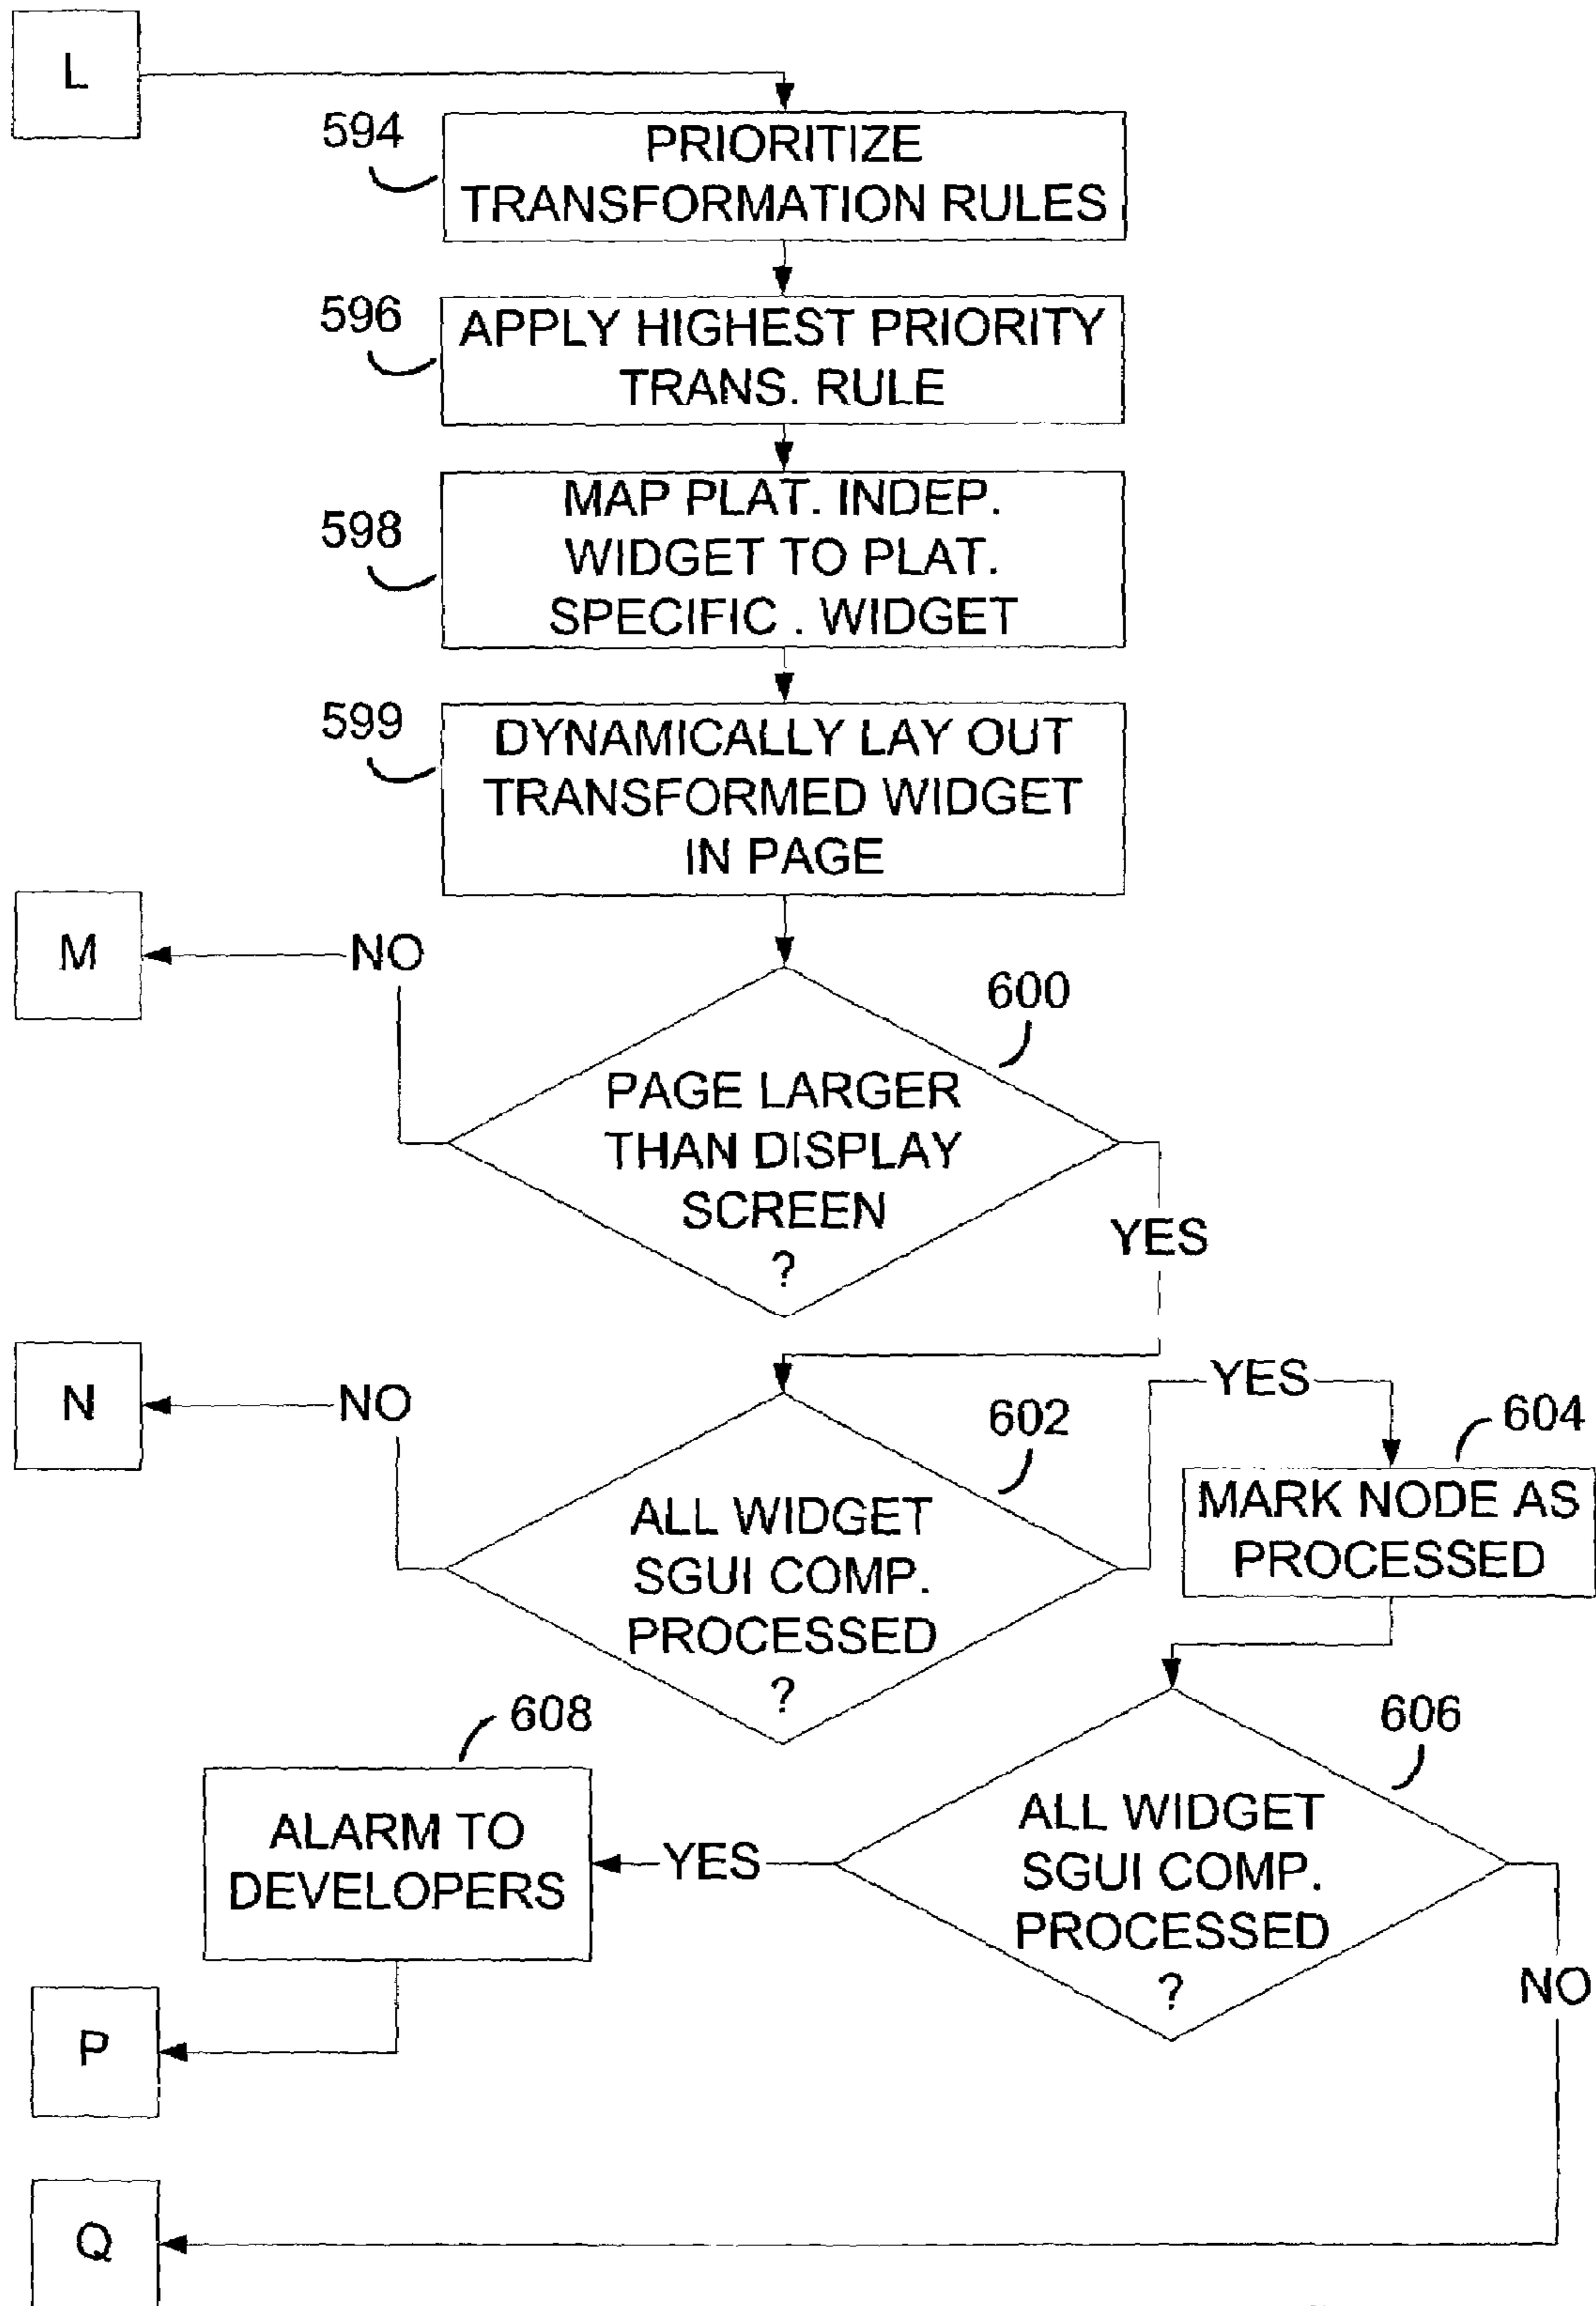 L
594
PRIORITIZE
TRANSFORMATION RULES
596
APPLY HIGHEST PRIORITY
TRANS. RULE
598
MAP PLAT. INDEP.
WIDGET TO PLAT.
SPECIFIC . WIDGET
599
DYNAMICALLY LAY OUT
TRANSFORMED WIDGET
IN PAGE
M
NO
600
PAGE LARGER
THAN DISPLAY
SCREEN
?
YES
N
NO
602
ALL WIDGET
SGUI COMP.
PROCESSED
?
YES
604
MARK NODE AS
PROCESSED
606
ALL WIDGET
SGUI COMP.
PROCESSED
?
YES
NO
608
ALARM TO
DEVELOPERS
P
Q